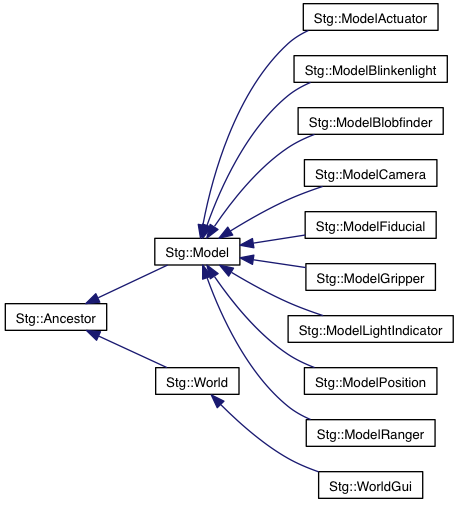 Stg::ModelActuator
Stg::ModelBlinkenlight
Stg::ModelBlobfinder
Stg::ModelCamera
Stg::ModelFiducial
Stg::Model
Stg::ModelGripper
Stg::Ancestor
Stg::ModelLightIndicator
Stg::World
Stg::ModelPosition
Stg::ModelRanger
Stg::WorldGui